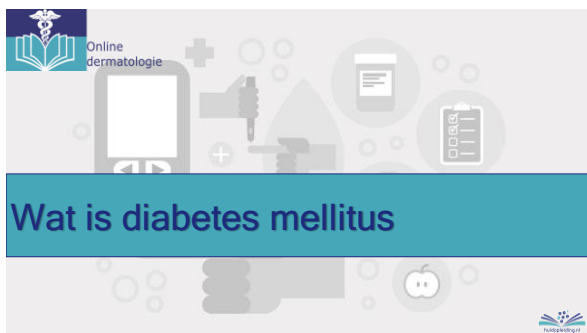 Online
dermatologie
Wat is diabetes mellitus
huidopleiding.nl